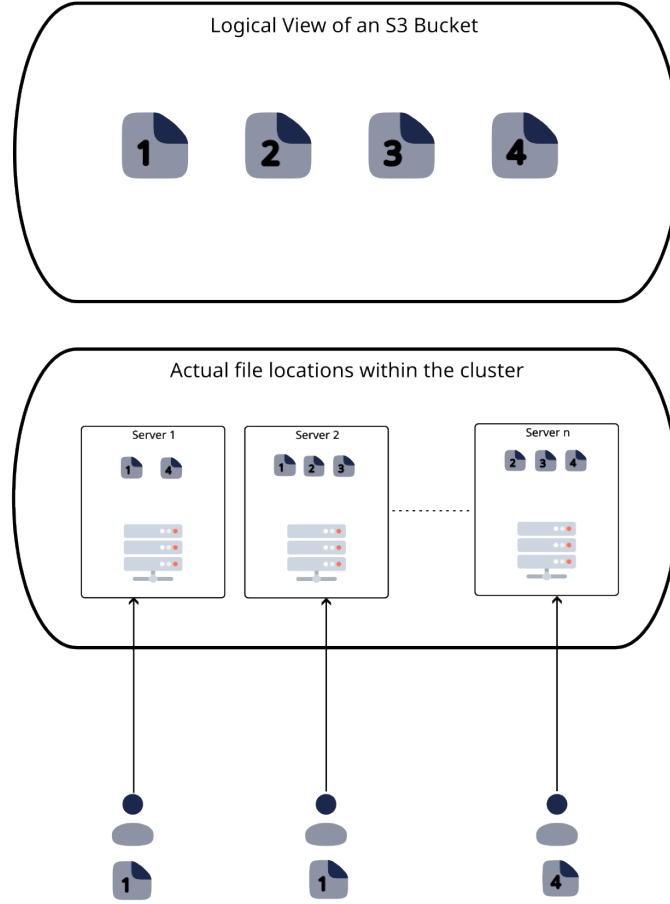 Logical View of an S3 Bucket
1 2 3 4
Actual file locations within the cluster
Server 1 Server 2 Server n
1 4 1 2 3 2 3 4
1 1 4